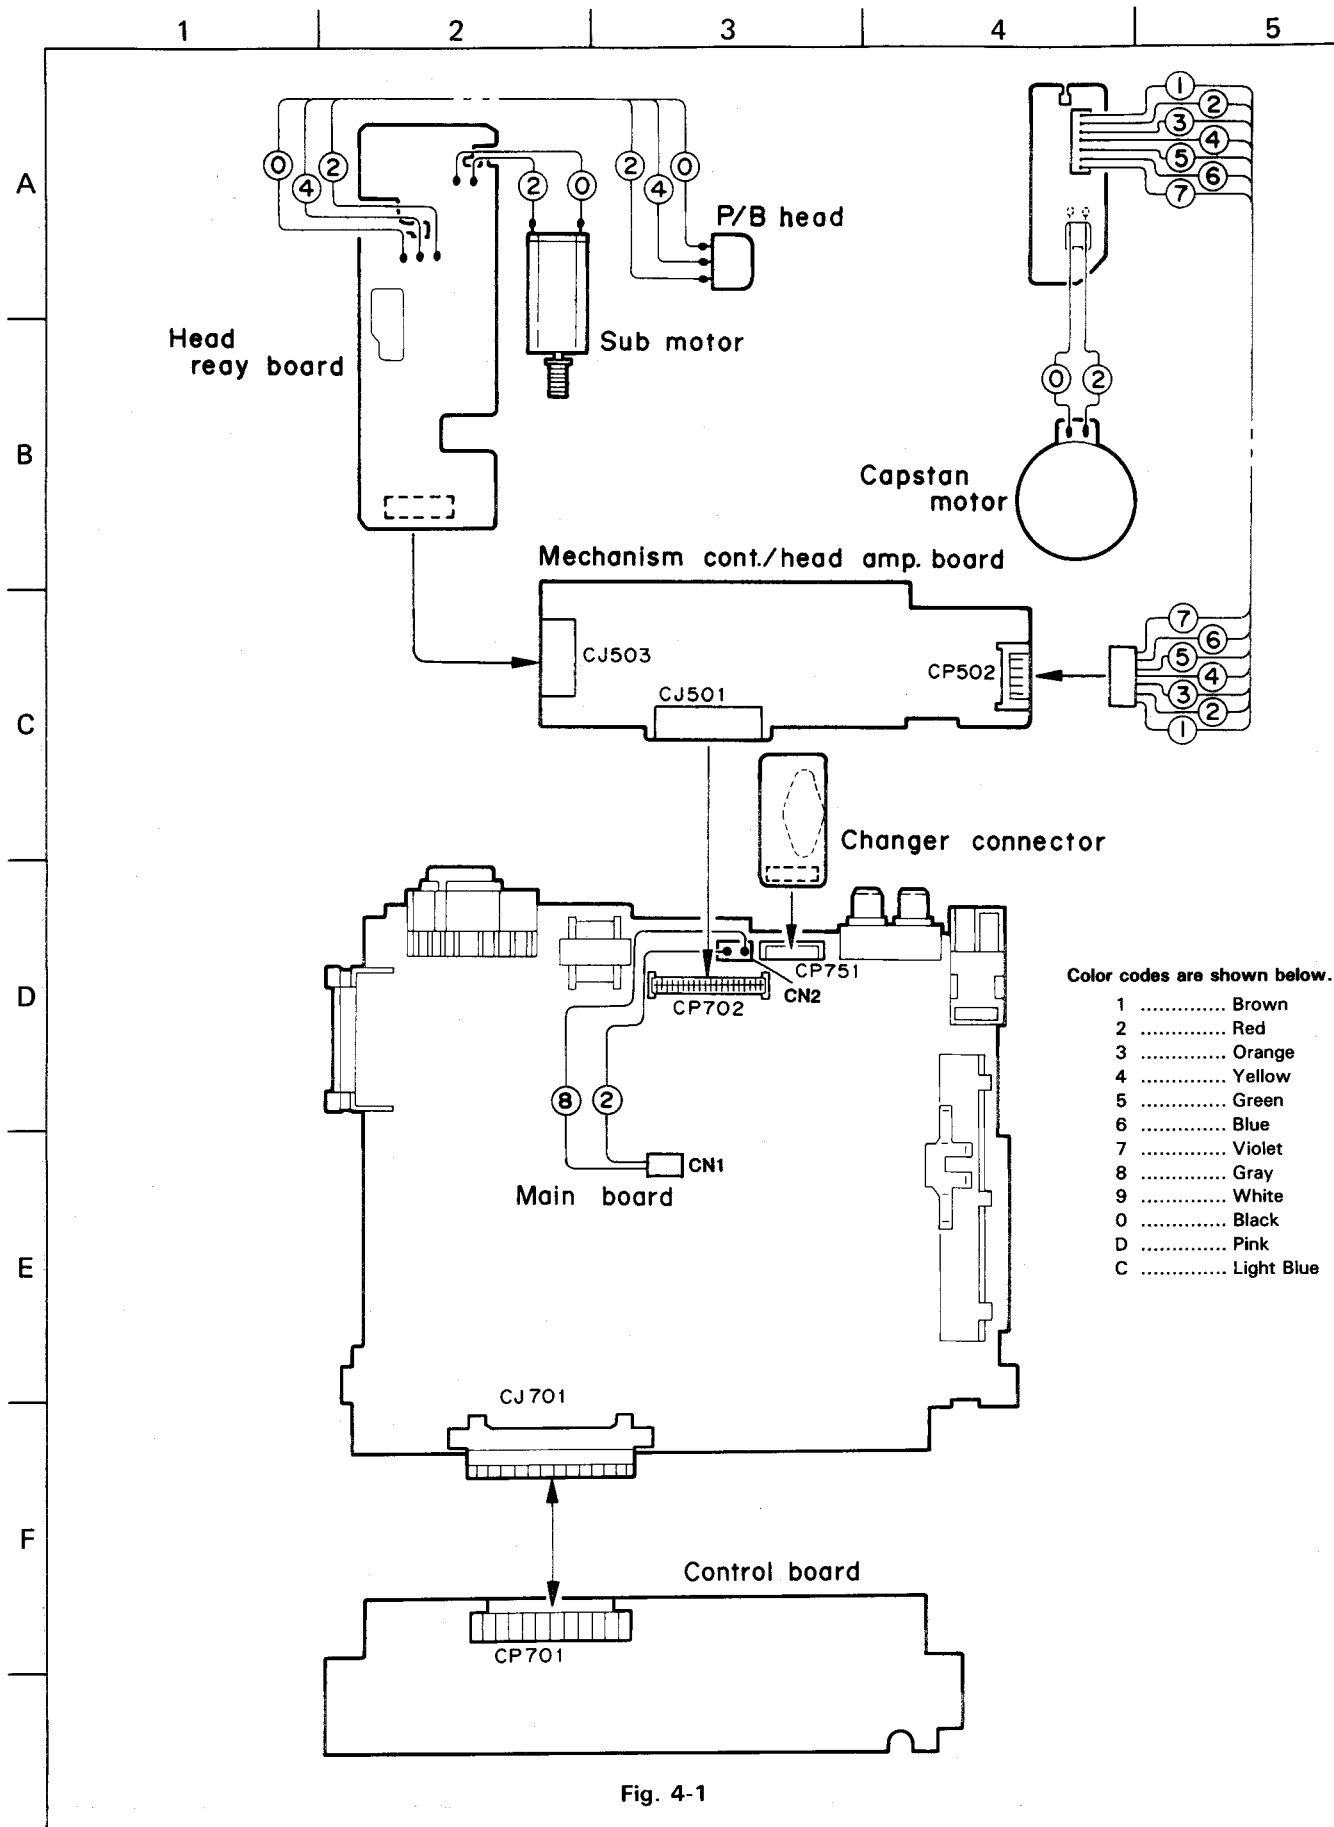 1 2 3 4 5
A
B
C
D
E
F
0 4 2
2 0
2 4 0
P/B head
1
2
3
4
5
6
7
Head
reay board
Sub motor
0 2
Capstan
motor
Mechanism cont./head amp. board
CJ503
CJ501
CP502
7
6
5
4
3
2
1
Changer connector
CP751
CN2
CP702
8 2
CN1
Main board
Color codes are shown below.
1 .............. Brown
2 .............. Red
3 .............. Orange
4 .............. Yellow
5 .............. Green
6 .............. Blue
7 .............. Violet
8 .............. Gray
9 .............. White
0 .............. Black
D .............. Pink
C .............. Light Blue
CJ701
Control board
CP701
Fig. 4-1